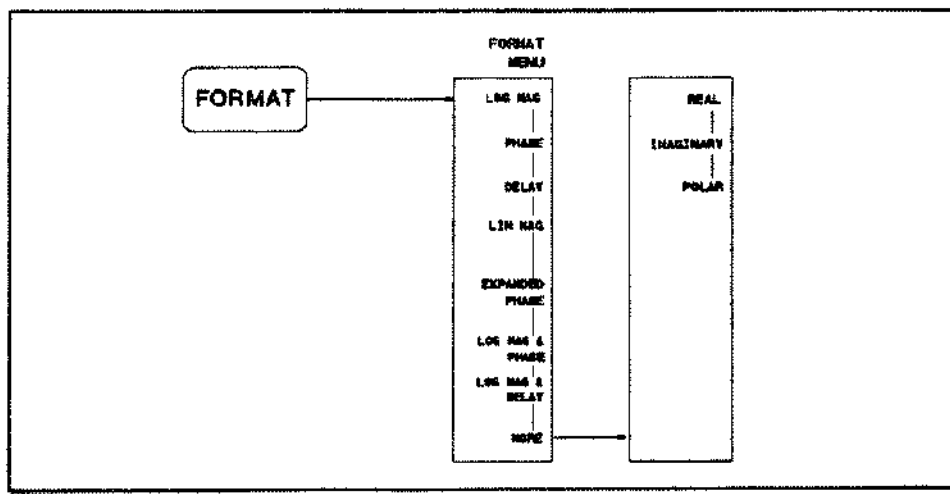 FORMAT
FORMAT
MENU
LOG MAG
PHASE
DELAY
LIN MAG
EXPANDED
PHASE
LOG MAG &
PHASE
LOG MAG &
DELAY
MORE
REAL
IMAGINARY
POLAR